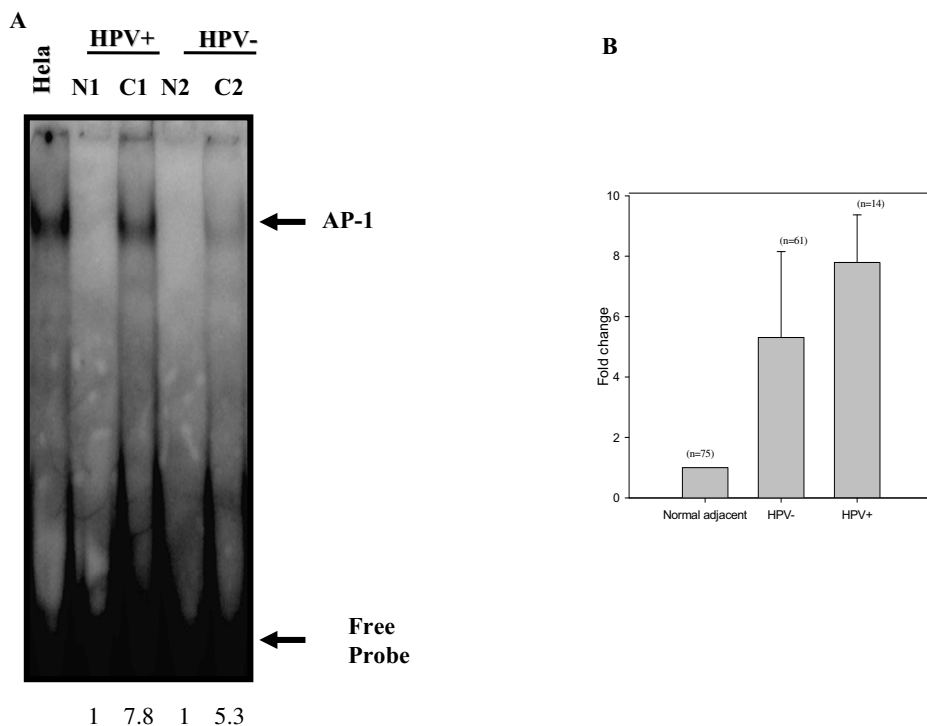 A
HPV+ HPV-
Hela N1 C1 N2 C2
AP-1
Free
Probe
1 7.8 1 5.3
B
Fold change
10
8
6
4
2
0
(n=75)
(n=61)
(n=14)
Normal adjacent HPV- HPV+